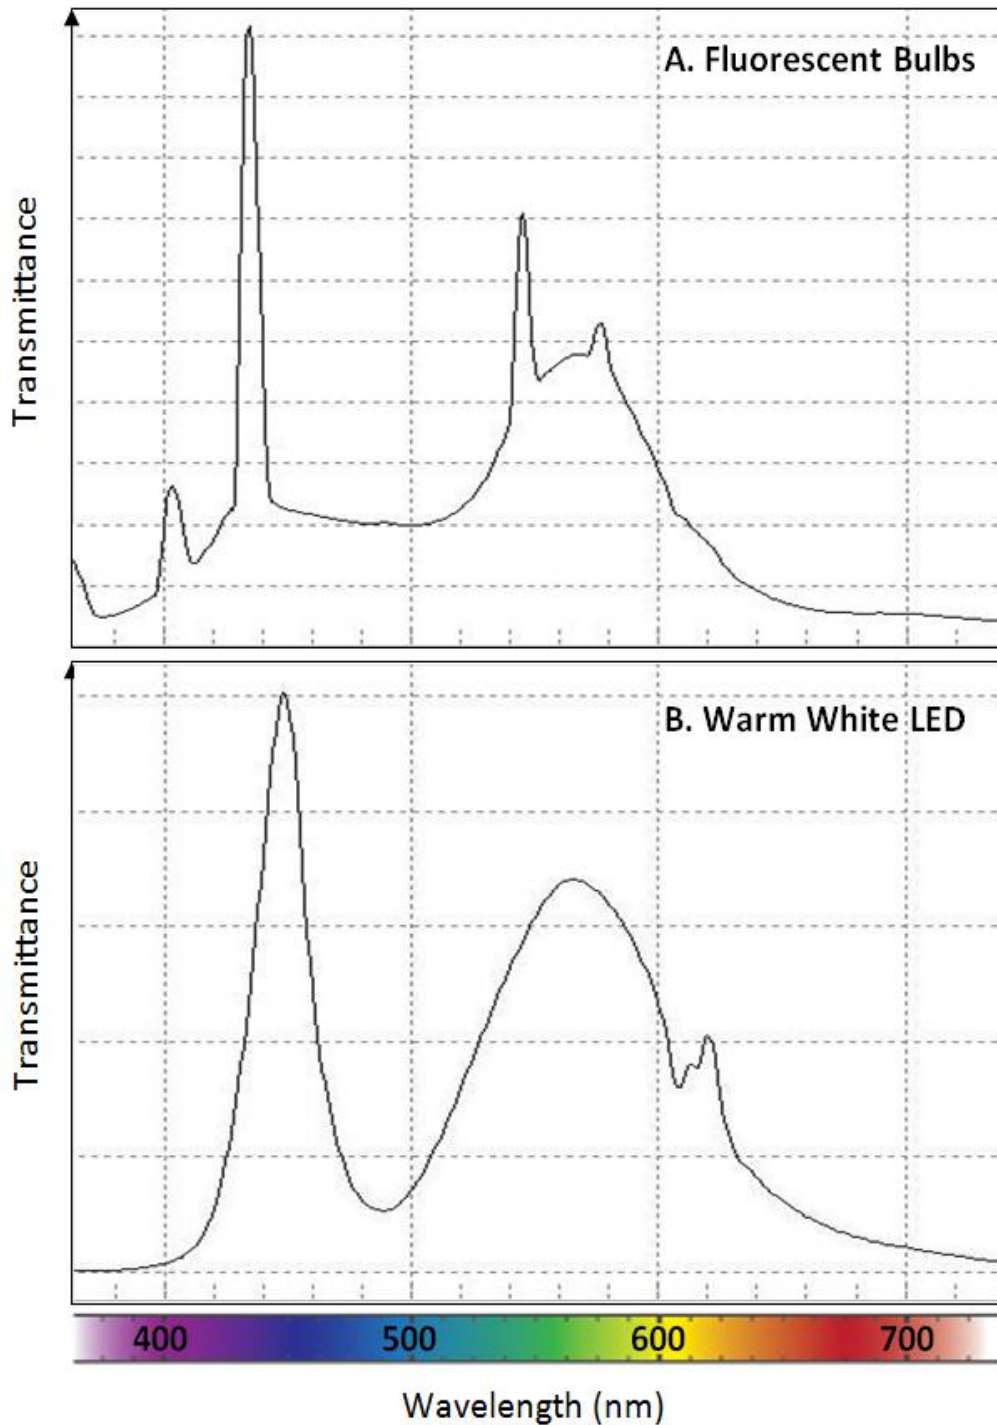 A. Fluorescent Bulbs
Transmittance
B. Warm White LED
Transmittance
400 500 600 700
Wavelength (nm)